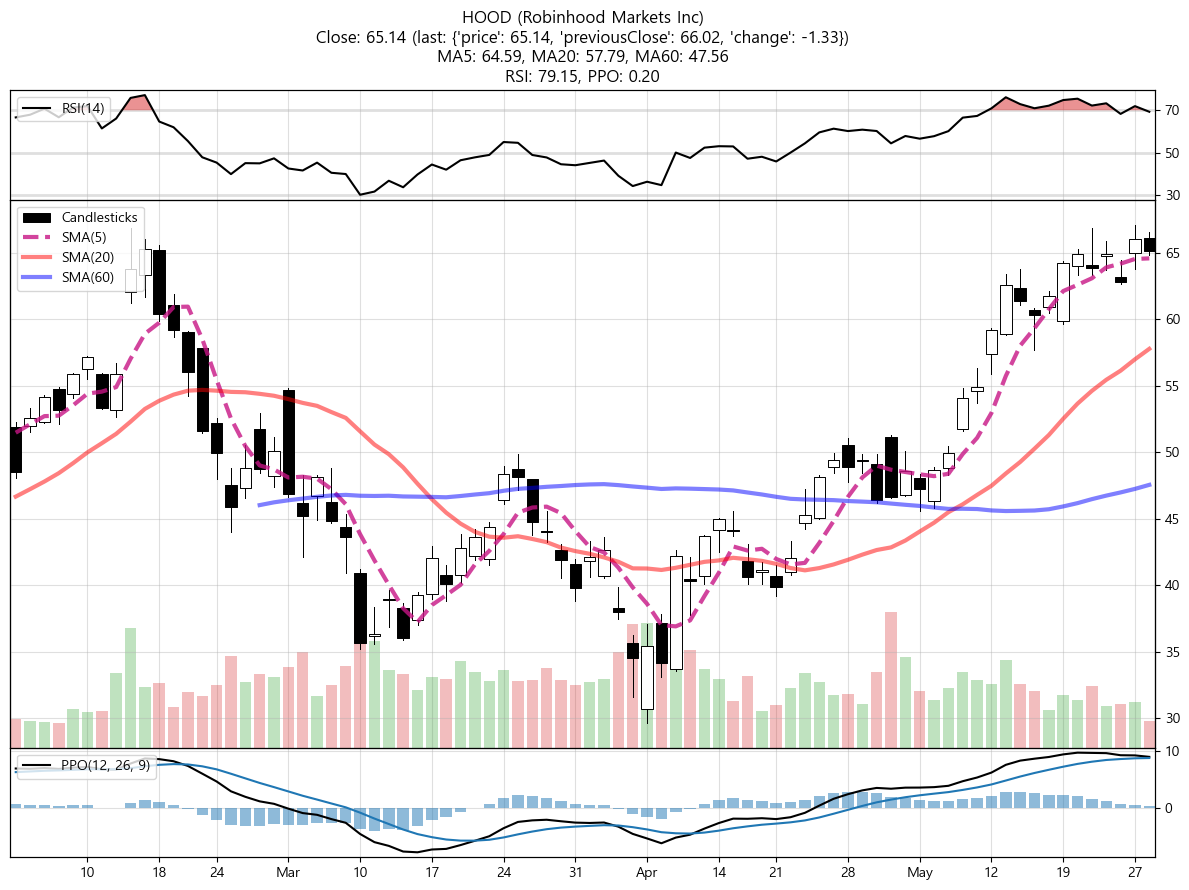 HOOD (Robinhood Markets Inc)
Close: 65.14 (last: {'price': 65.14, 'previousClose': 66.02, 'change': -1.33})
MA5: 64.59, MA20: 57.79, MA60: 47.56
RSI: 79.15, PPO: 0.20
RSI(14)
70
50
30
Candlesticks
SMA(5)
SMA(20)
SMA(60)
65
60
55
50
45
40
35
30
PPO(12, 26, 9)
10
0
10 18 24 Mar 10 17 24 31 Apr 14 21 28 May 12 19 27